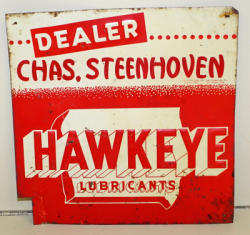 DEALER
CHAS. STEENHOVEN
HAWKEYE
LUBRICANTS